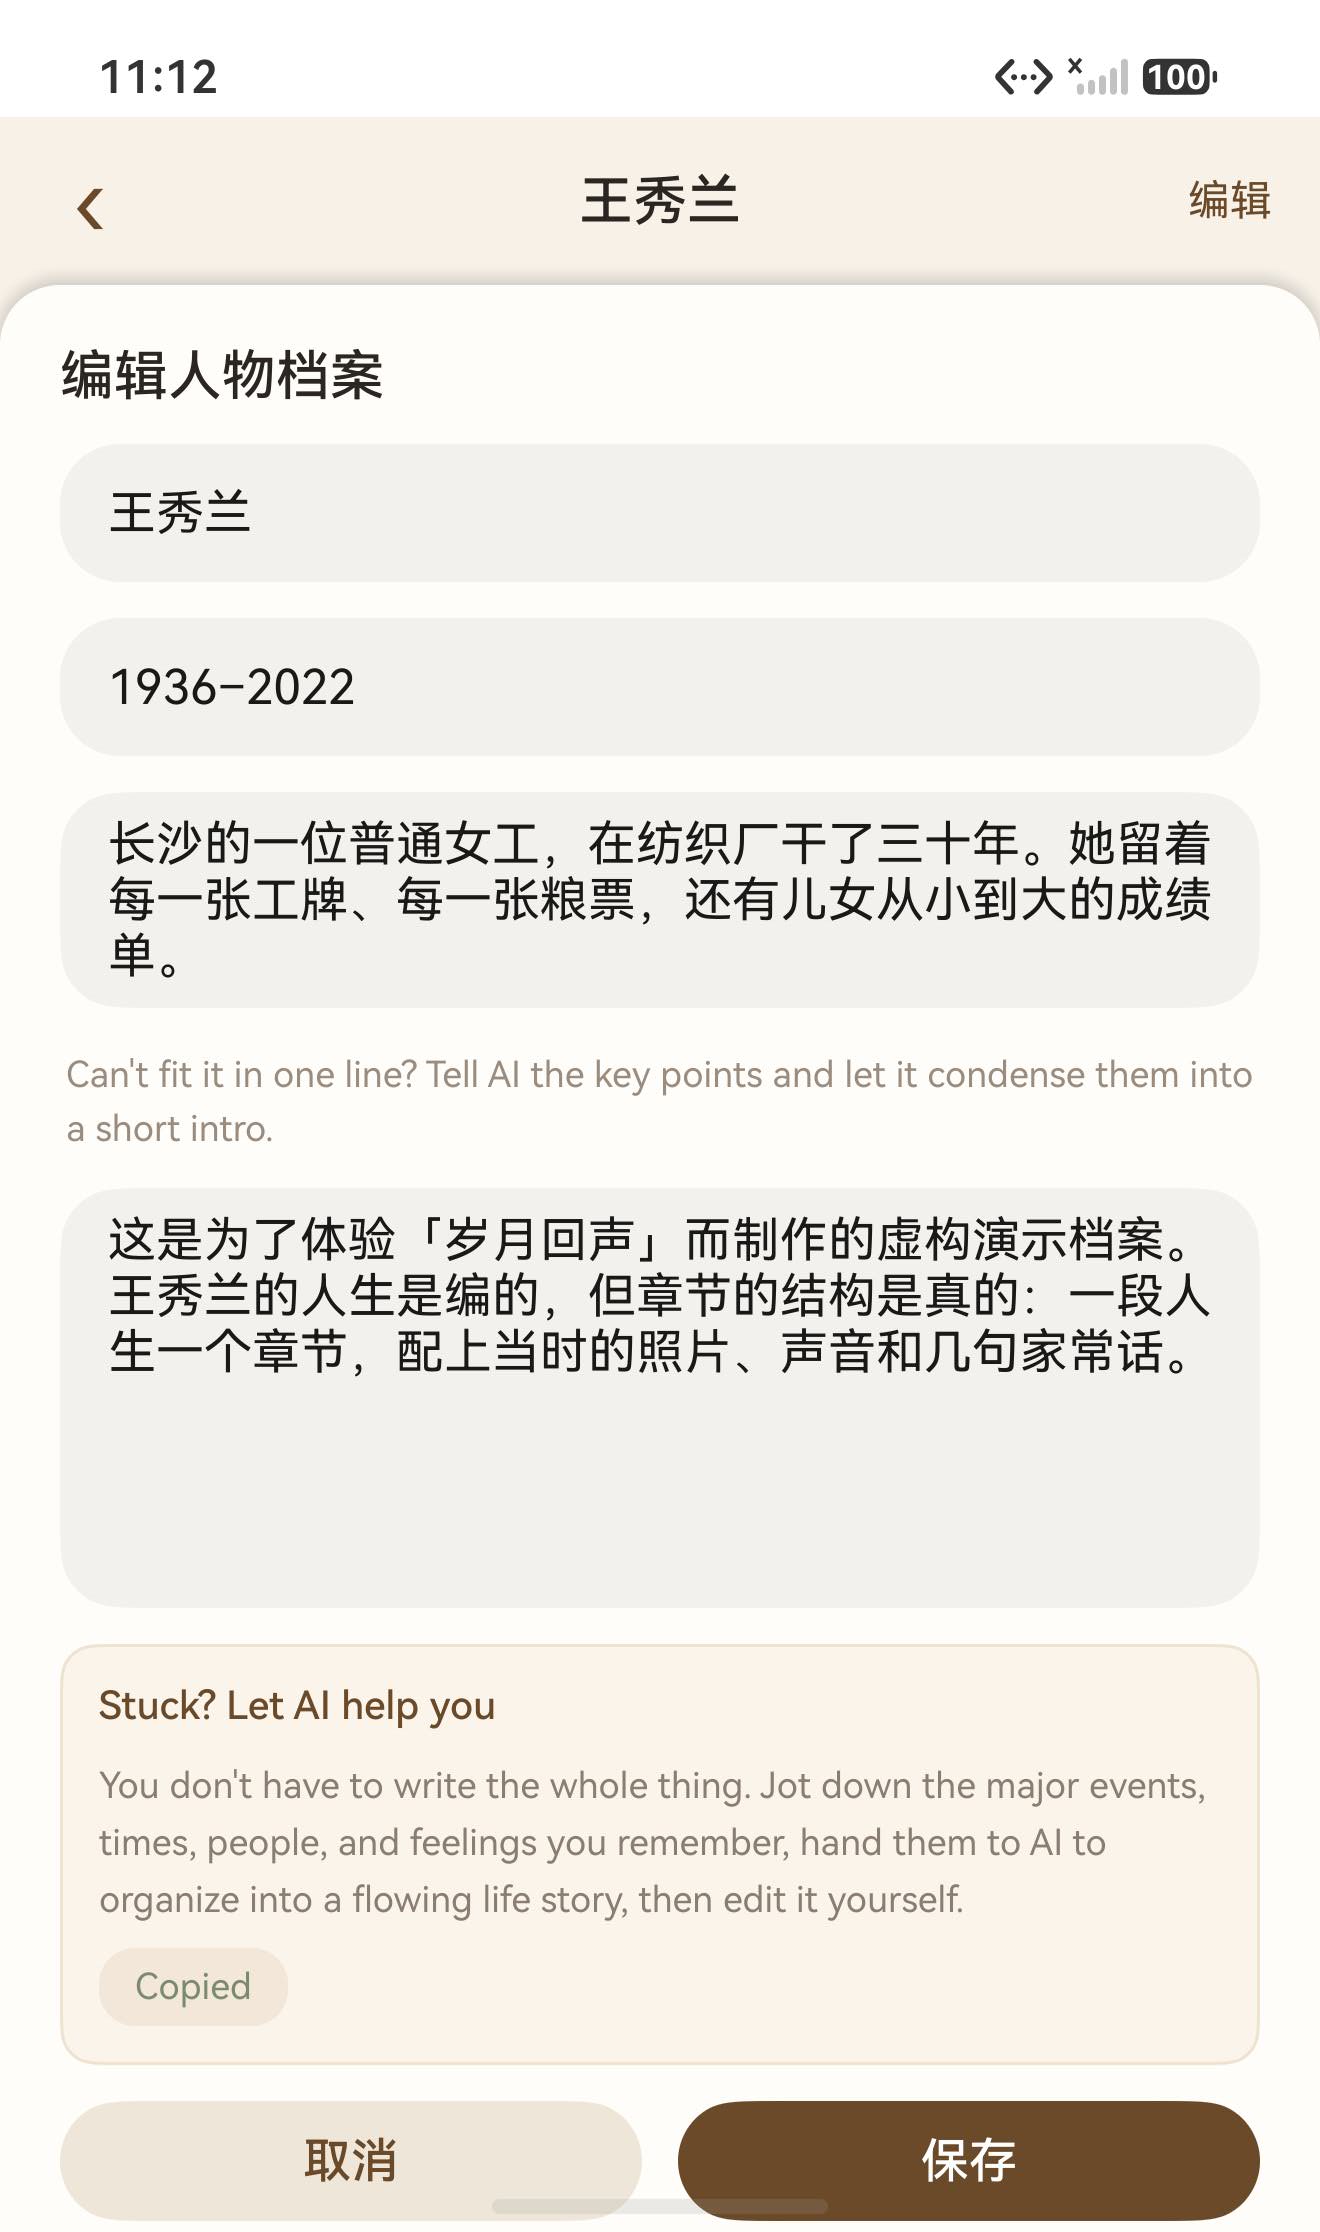 11:12
100
王秀兰
编辑
编辑人物档案
王秀兰
1936–2022
长沙的一位普通女工，在纺织厂干了三十年。她留着
每一张工牌、每一张粮票，还有儿女从小到大的成绩
单。
Can't fit it in one line? Tell AI the key points and let it condense them into
a short intro.
这是为了体验「岁月回声」而制作的虚构演示档案。
王秀兰的人生是编的，但章节的结构是真的：一段人
生一个章节，配上当时的照片、声音和几句家常话。
Stuck? Let AI help you
You don't have to write the whole thing. Jot down the major events,
times, people, and feelings you remember, hand them to AI to
organize into a flowing life story, then edit it yourself.
Copied
取消
保存